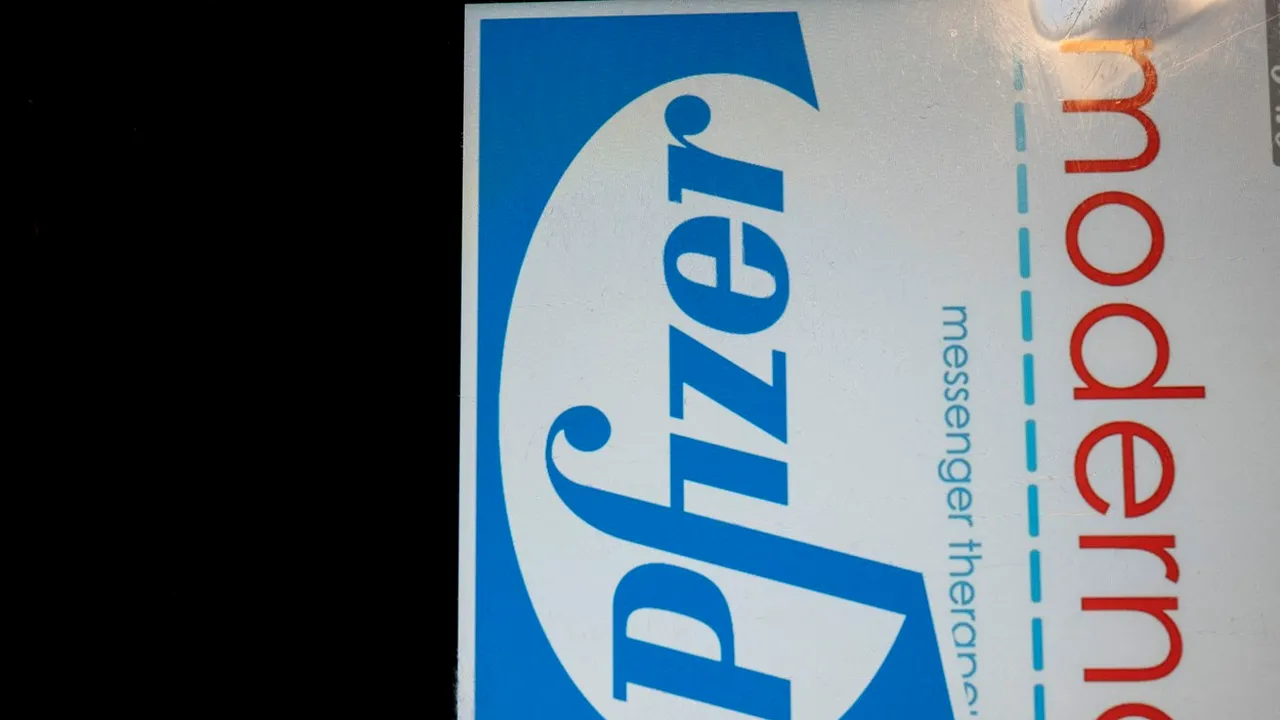 Pfizer
moderna
messenger therap